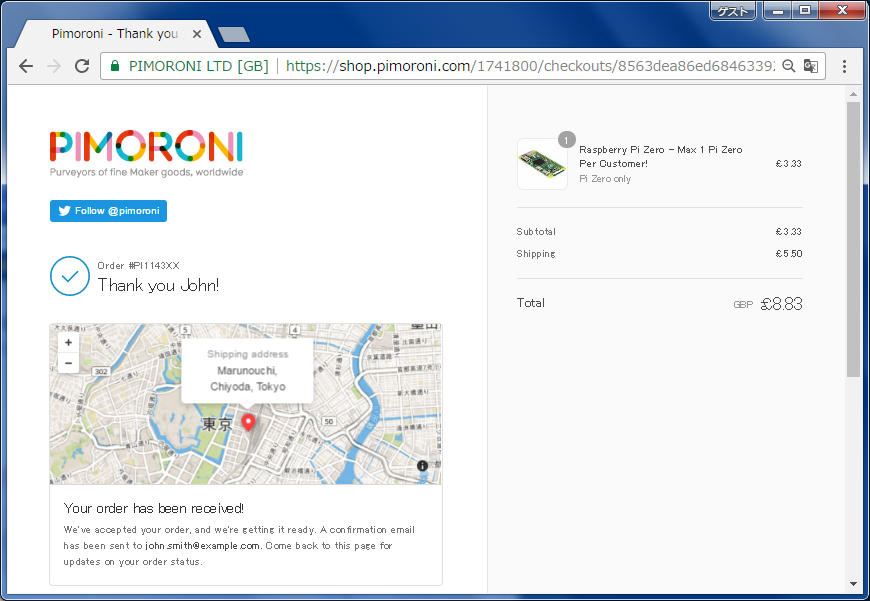 ゲスト
Pimoroni - Thank you
PIMORONI LTD [GB]
https://shop.pimoroni.com/1741800/checkouts/8563dea86ed6846339
PIMORONI
Purveyors of fine Maker goods, worldwide
Follow @pimoroni
Order #PI1143XX
Thank you John!
+
−
5
4
302
50
Shipping address
Marunouchi,
Chiyoda, Tokyo
東京
Your order has been received!
We've accepted your order, and we're getting it ready. A confirmation email
has been sent to john.smith@example.com. Come back to this page for
updates on your order status.
1
Raspberry Pi Zero - Max 1 Pi Zero
Per Customer!
Pi Zero only
£3.33
Subtotal £3.33
Shipping £5.50
Total GBP £8.83